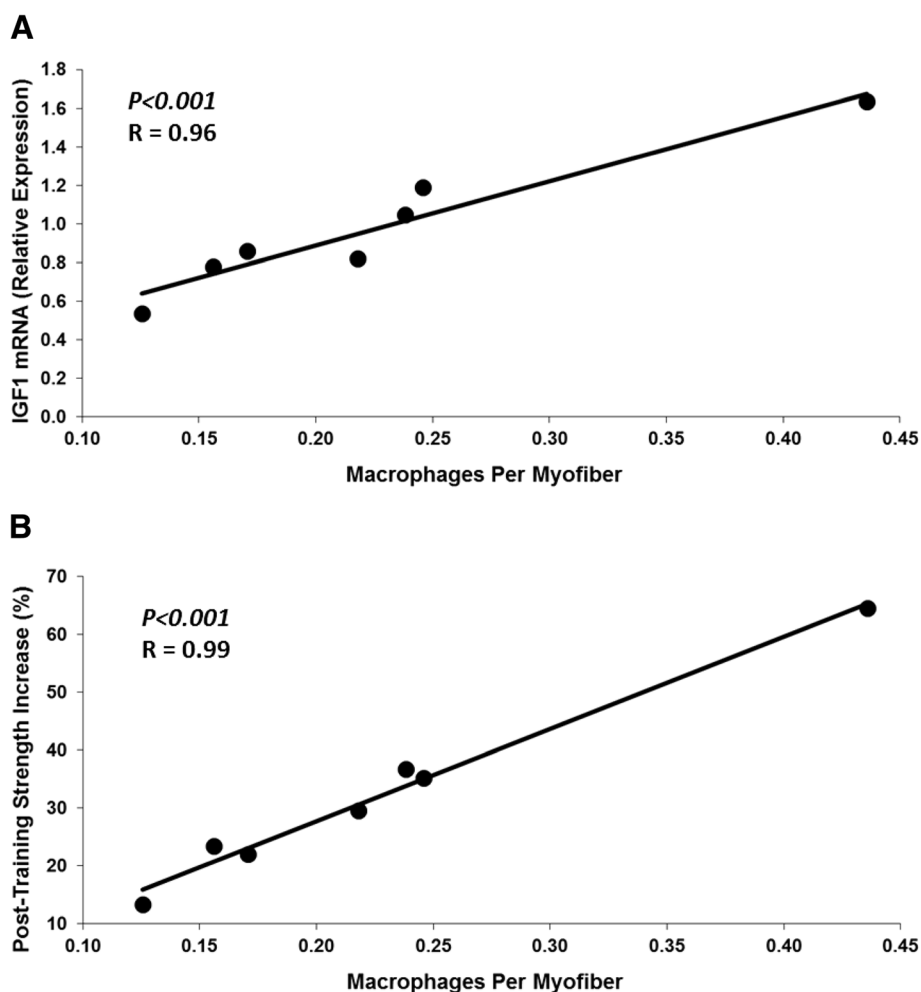 A
P<0.001
R = 0.96
IGF1 mRNA (Relative Expression)
1.8
1.6
1.4
1.2
1.0
0.8
0.6
0.4
0.2
0.0
0.10 0.15 0.20 0.25 0.30 0.35 0.40 0.45
Macrophages Per Myofiber
B
P<0.001
R = 0.99
Post-Training Strength Increase (%)
70
60
50
40
30
20
10
0.10 0.15 0.20 0.25 0.30 0.35 0.40 0.45
Macrophages Per Myofiber